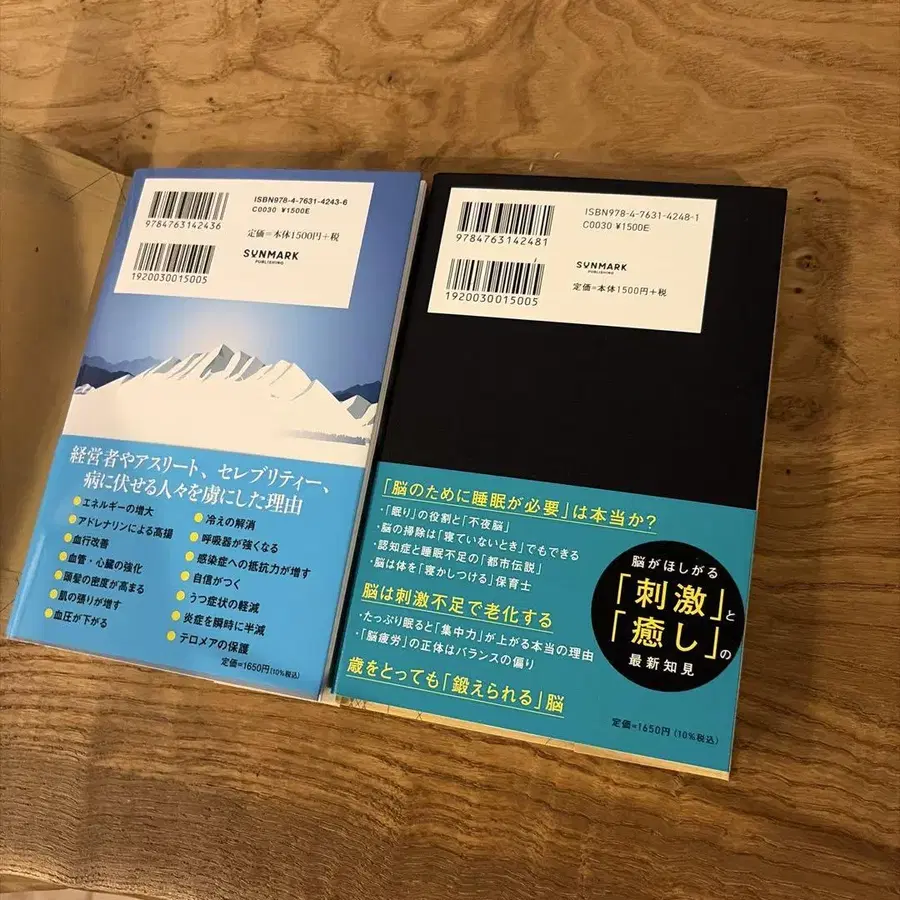 ISBN978-4-7631-4243-6
C0030 ¥1500E
9784763142436
定価=本体1500円+税
SUNMARK
PUBLISHING
1920030015005
経営者やアスリート、セレブリティー、
病に伏せる人々を虜にした理由
エネルギーの増大
アドレナリンによる高揚
血行改善
血管・心臓の強化
頭髪の密度が高まる
肌の張りが増す
血圧が下がる
冷えの解消
呼吸器が強くなる
感染症への抵抗力が増す
自信がつく
うつ症状の軽減
炎症を瞬時に半減
テロメアの保護
定価=1650円(10%税込)
ISBN978-4-7631-4248-1
C0030 ¥1500E
9784763142481
SUNMARK
PUBLISHING
1920030015005
定価=本体1500円+税
「脳のために睡眠が必要」は本当か?
・「眠り」の役割と「不夜脳」
・脳の掃除は「寝ていないとき」でもできる
・認知症と睡眠不足の「都市伝説」
・脳は体を「寝かしつける」保育士
脳は刺激不足で老化する
・たっぷり眠ると「集中力」が上がる本当の理由
・「脳疲労」の正体はバランスの偏り
歳をとっても「鍛えられる」脳
脳がほしがる
「刺激」と
「癒し」の
最新知見
定価=1650円(10%税込)